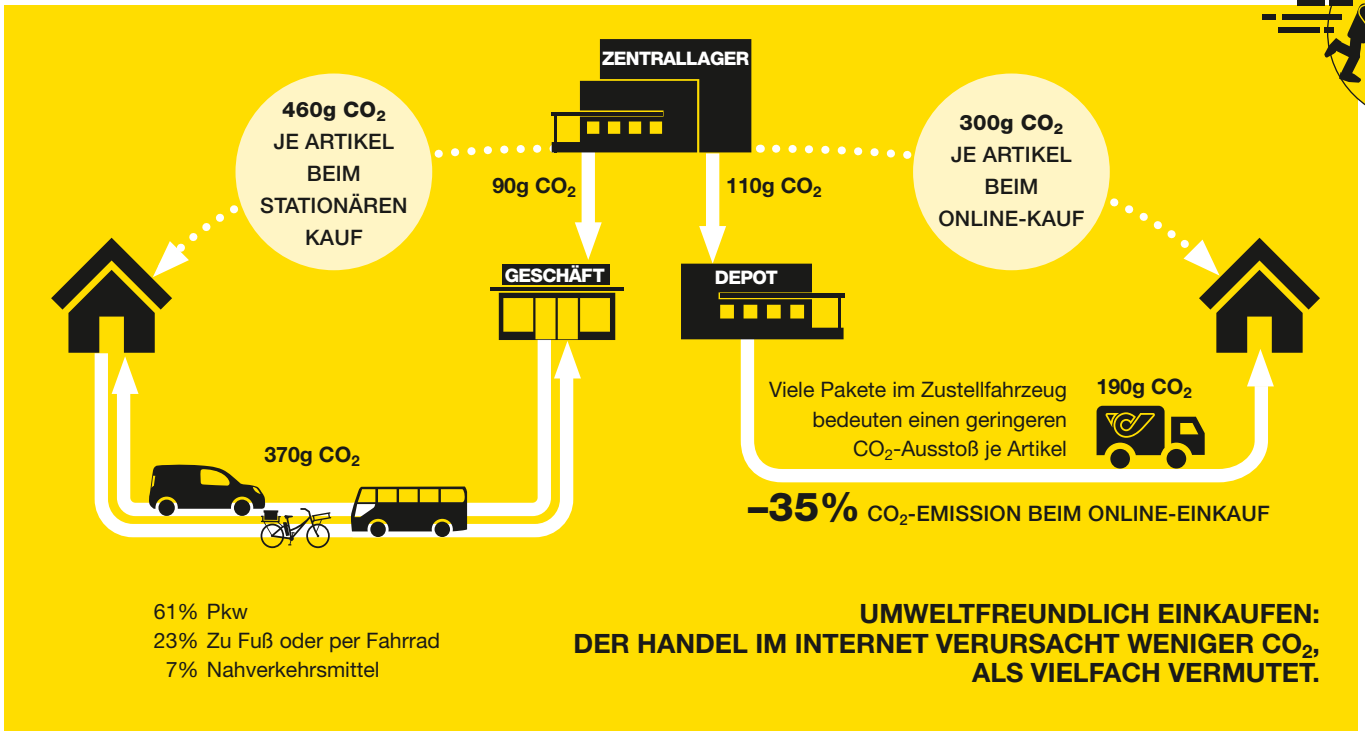 ZENTRALLAGER
460g CO₂
JE ARTIKEL
BEIM
STATIONÄREN
KAUF
300g CO₂
JE ARTIKEL
BEIM
ONLINE-KAUF
90g CO₂
110g CO₂
GESCHÄFT
DEPOT
Viele Pakete im Zustellfahrzeug
bedeuten einen geringeren
CO₂-Ausstoß je Artikel
190g CO₂
370g CO₂
–35% CO₂-EMISSION BEIM ONLINE-EINKAUF
61% Pkw
23% Zu Fuß oder per Fahrrad
7% Nahverkehrsmittel
UMWELTFREUNDLICH EINKAUFEN:
DER HANDEL IM INTERNET VERURSACHT WENIGER CO₂,
ALS VIELFACH VERMUTET.